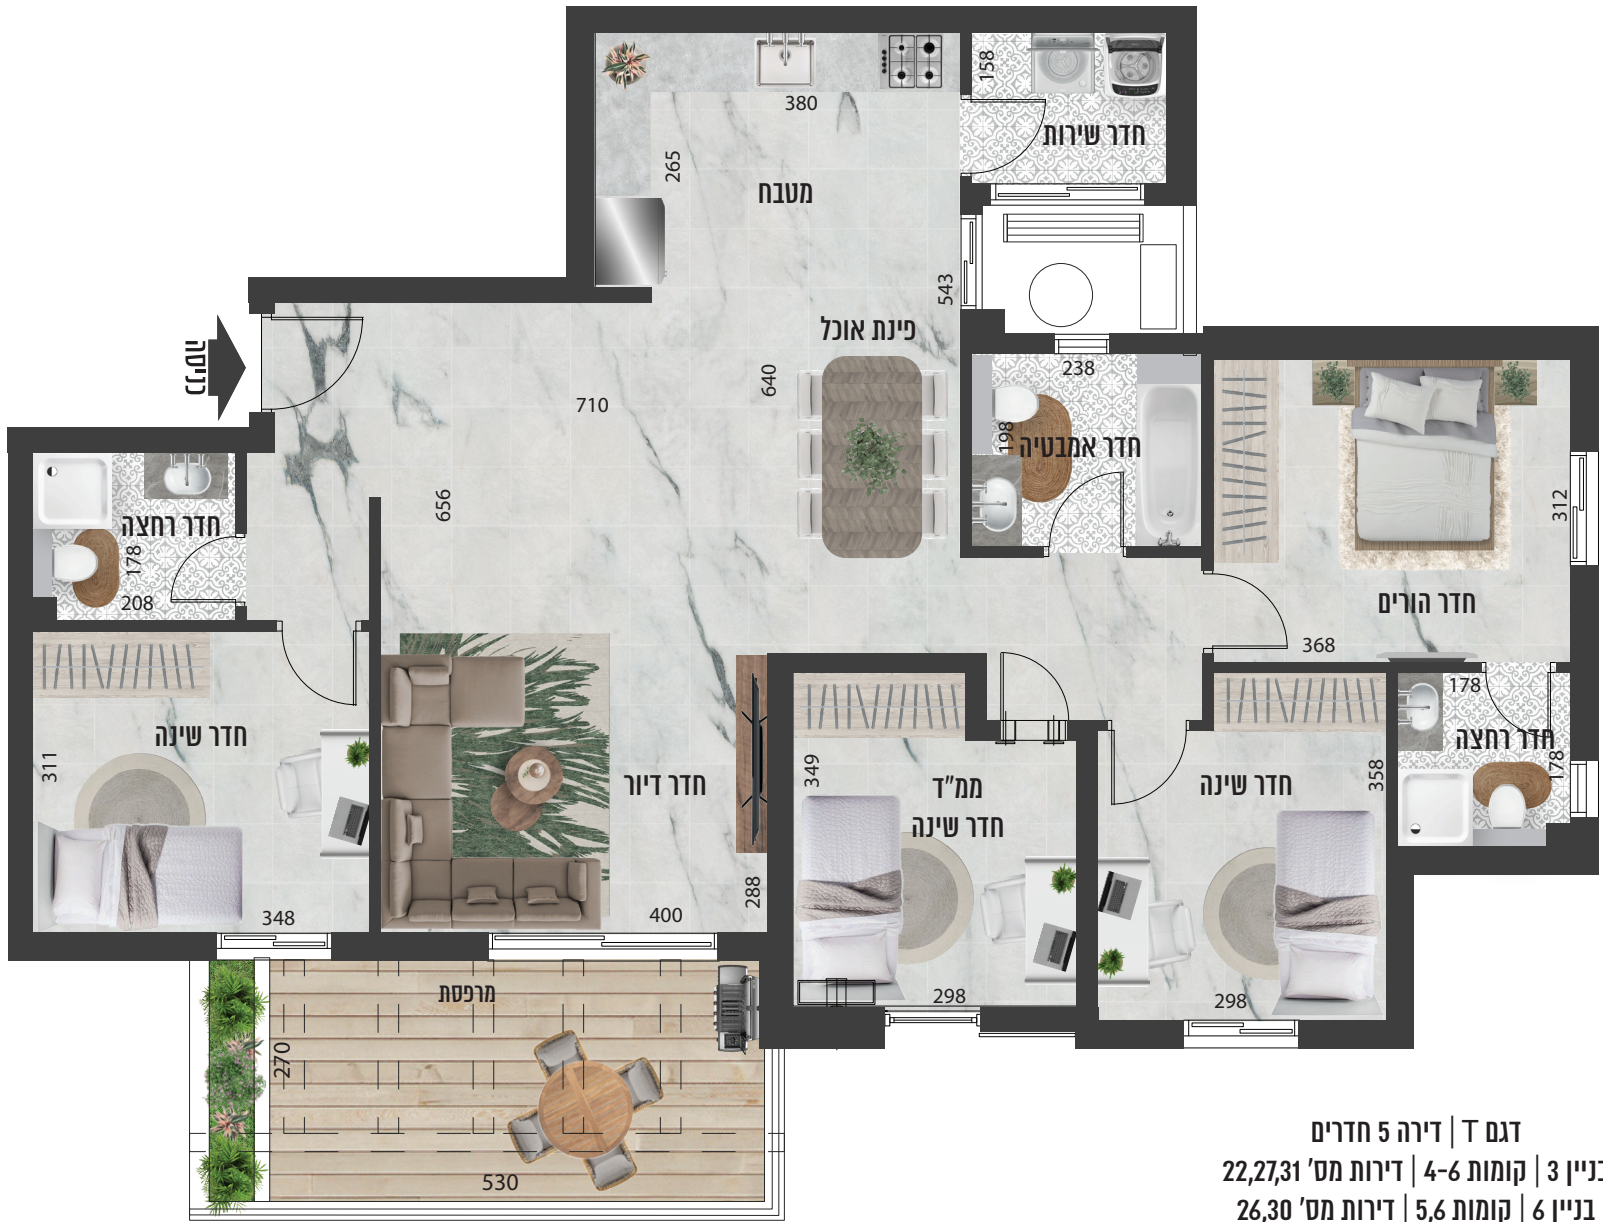 158
380
חדר שירות
265
מטבח
543
פינת אוכל
כניסה
640
238
710
198
חדר אמבטיה
656
312
חדר רחצה
178
208
חדר הורים
368
178
חדר רחצה
178
חדר שינה
311
349
358
חדר דיור
ממ"ד
חדר שינה
חדר שינה
288
348
400
298
298
מרפסת
270
530
דגם T | דירה 5 חדרים
בניין 3 | קומות 4-6 | דירות מס' 22,27,31
בניין 6 | קומות 5,6 | דירות מס' 26,30